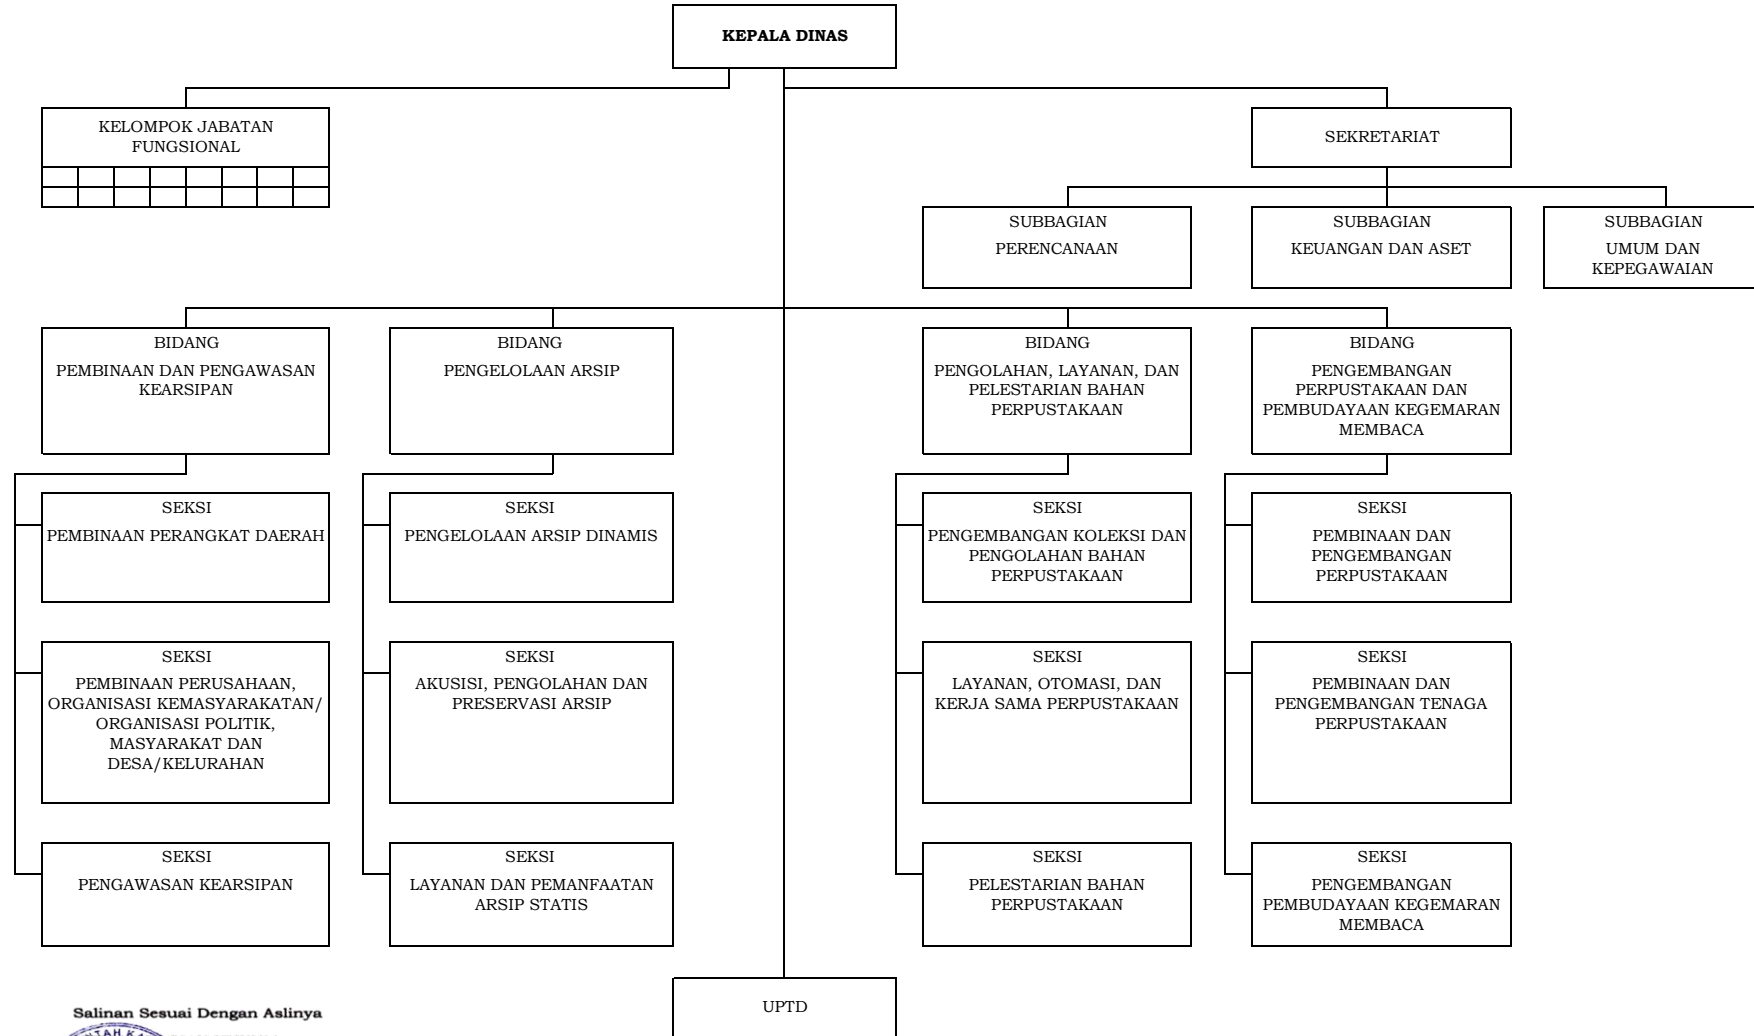 KEPALA DINAS
KELOMPOK JABATAN
FUNGSIONAL
SEKRETARIAT
SUBBAGIAN
PERENCANAAN
SUBBAGIAN
KEUANGAN DAN ASET
SUBBAGIAN
UMUM DAN
KEPEGAWAIAN
BIDANG
PEMBINAAN DAN PENGAWASAN
KEARSIPAN
BIDANG
PENGELOLAAN ARSIP
BIDANG
PENGOLAHAN, LAYANAN, DAN
PELESTARIAN BAHAN
PERPUSTAKAAN
BIDANG
PENGEMBANGAN
PERPUSTAKAAN DAN
PEMBUDAYAAN KEGEMARAN
MEMBACA
SEKSI
PEMBINAAN PERANGKAT DAERAH
SEKSI
PENGELOLAAN ARSIP DINAMIS
SEKSI
PENGEMBANGAN KOLEKSI DAN
PENGOLAHAN BAHAN
PERPUSTAKAAN
SEKSI
PEMBINAAN DAN
PENGEMBANGAN
PERPUSTAKAAN
SEKSI
PEMBINAAN PERUSAHAAN,
ORGANISASI KEMASYARAKATAN/
ORGANISASI POLITIK,
MASYARAKAT DAN
DESA/KELURAHAN
SEKSI
AKUSISI, PENGOLAHAN DAN
PRESERVASI ARSIP
SEKSI
LAYANAN, OTOMASI, DAN
KERJA SAMA PERPUSTAKAAN
SEKSI
PEMBINAAN DAN
PENGEMBANGAN TENAGA
PERPUSTAKAAN
SEKSI
PENGAWASAN KEARSIPAN
SEKSI
LAYANAN DAN PEMANFAATAN
ARSIP STATIS
SEKSI
PELESTARIAN BAHAN
PERPUSTAKAAN
SEKSI
PENGEMBANGAN
PEMBUDAYAAN KEGEMARAN
MEMBACA
UPTD
Salinan Sesuai Dengan Aslinya